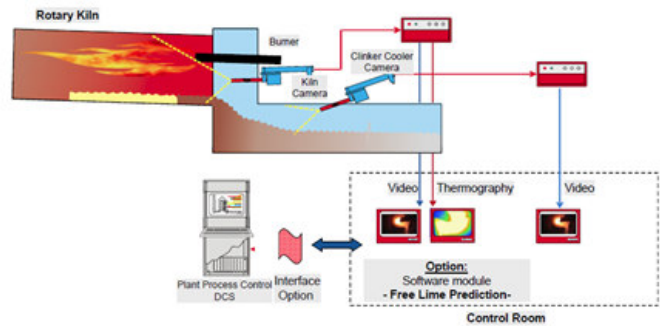 Rotary Kiln
Burner
Clinker Cooler
Camera
Kiln
Camera
Video
Thermography
Video
Plant Process Control
DCS
Interface
Option
Option:
Software module
- Free Lime Prediction-
Control Room